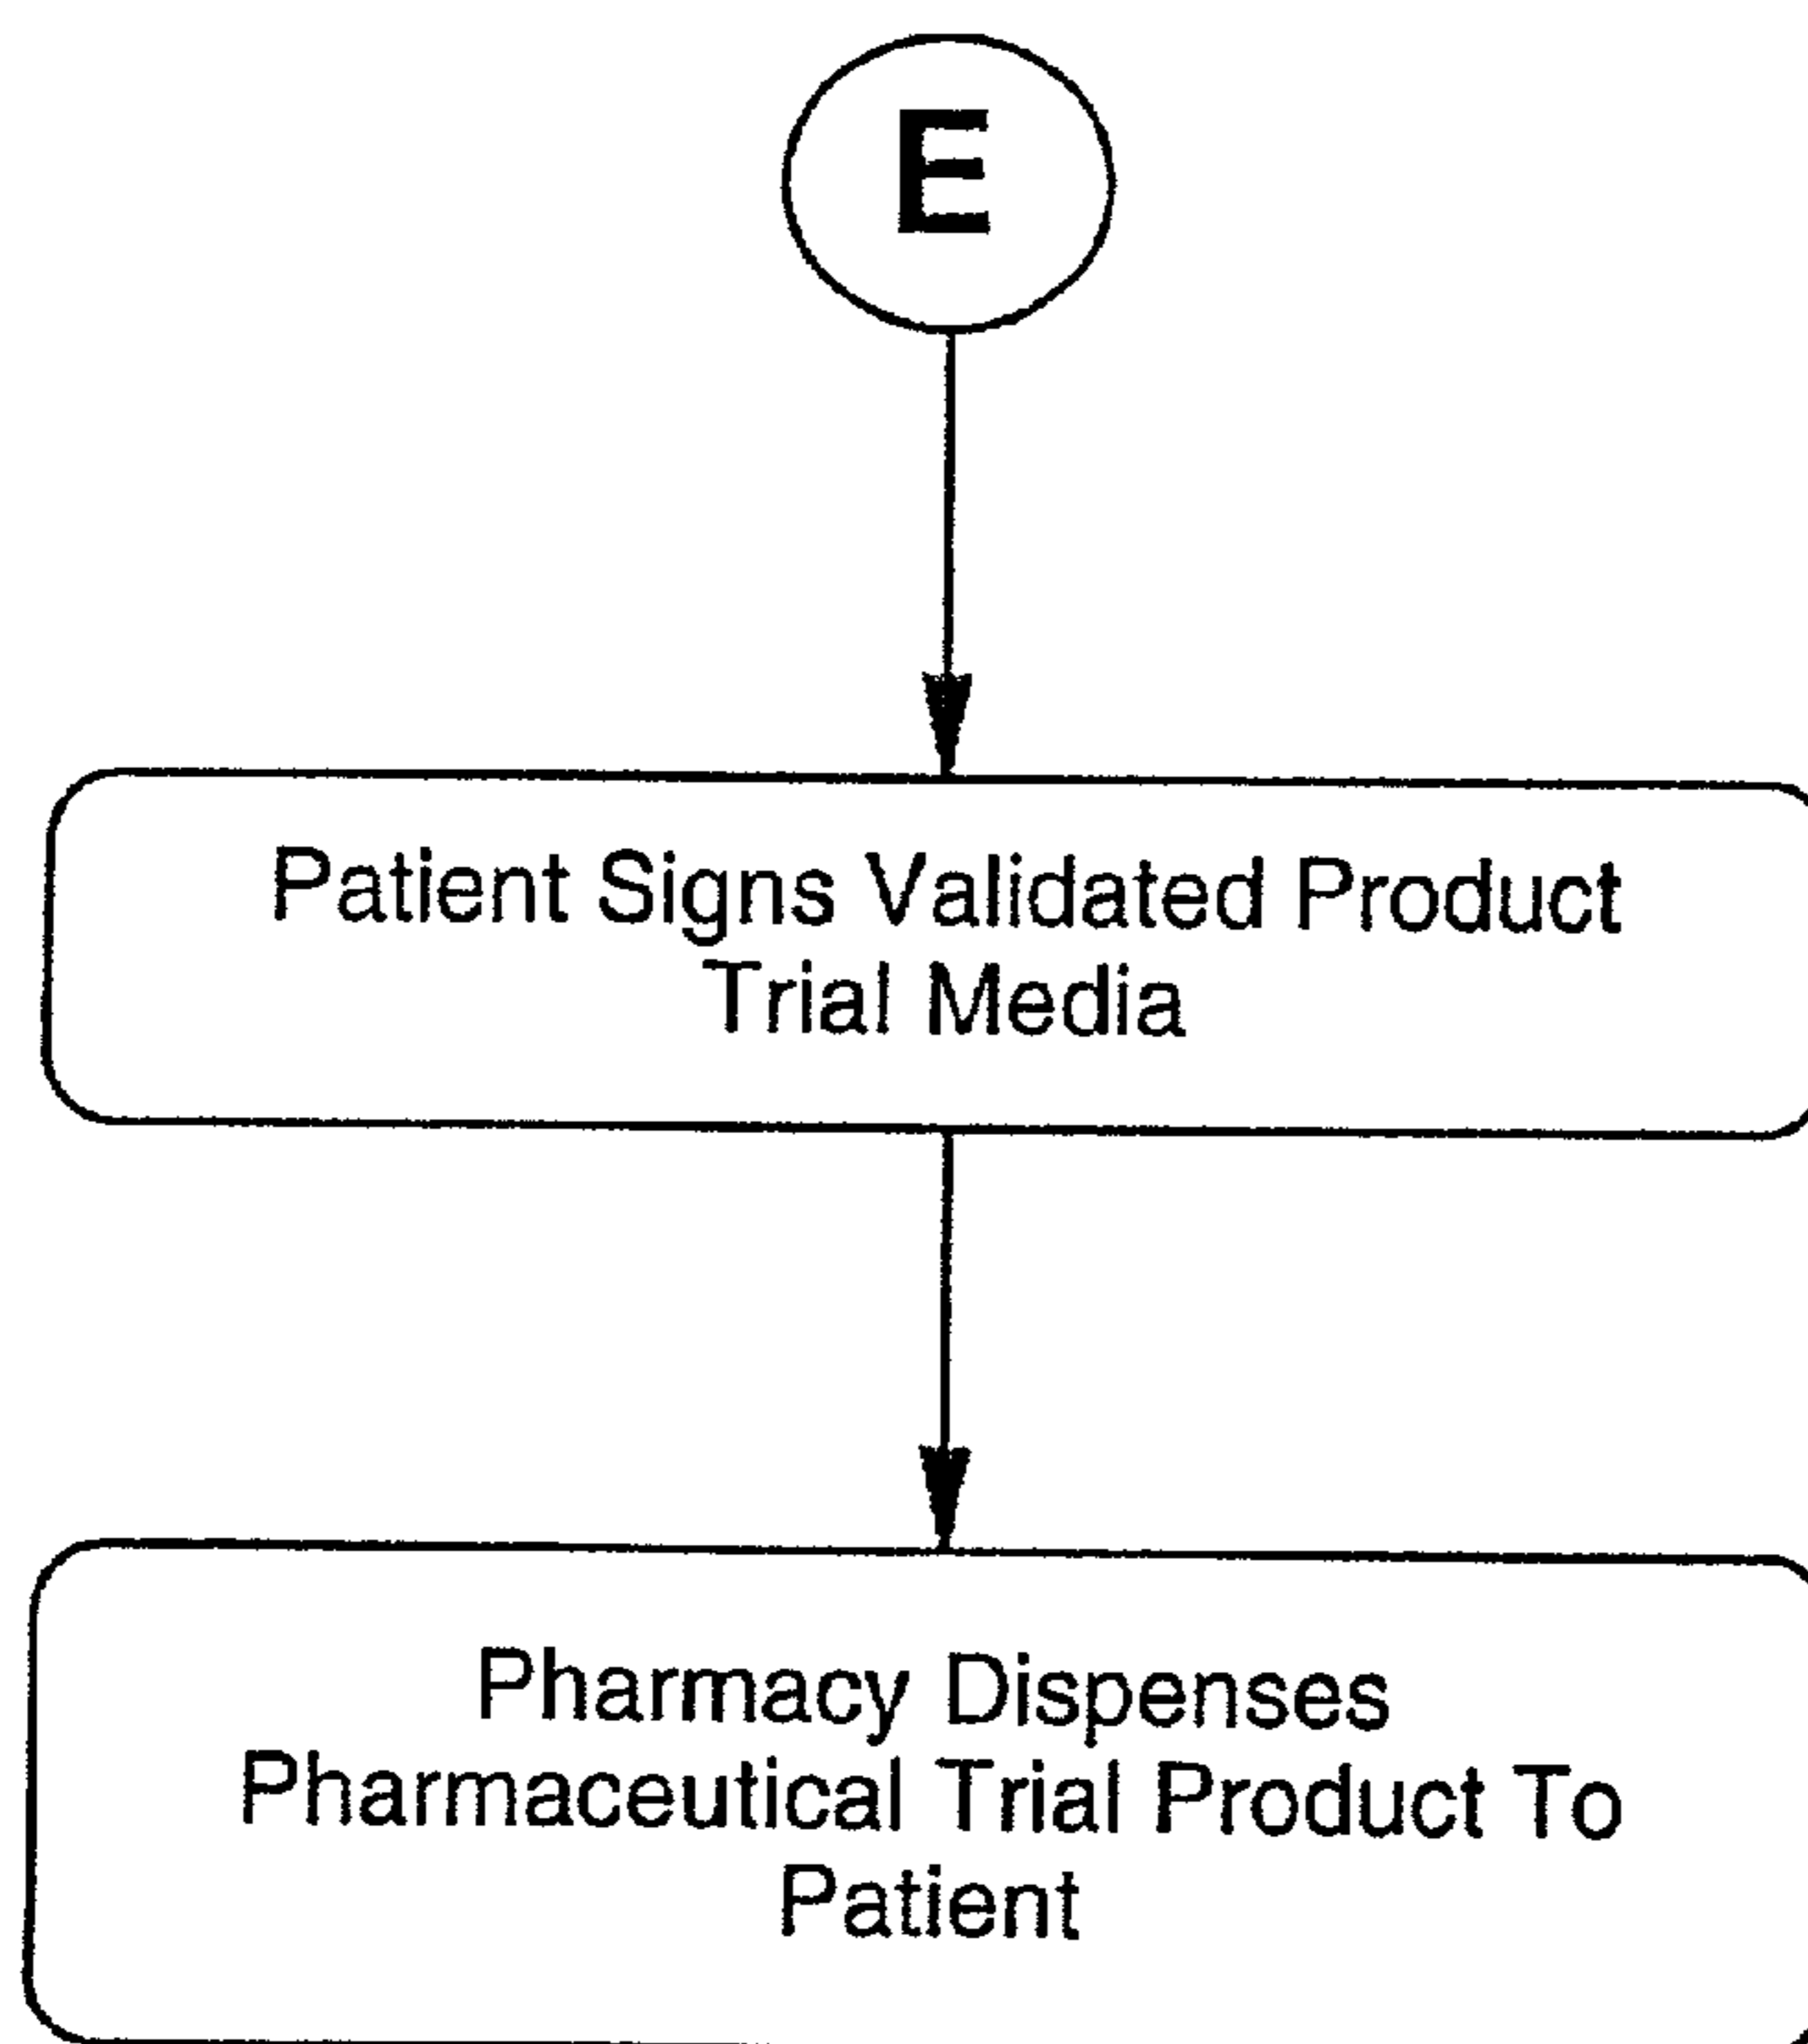 E
Patient Signs Validated Product
Trial Media
Pharmacy Dispenses
Pharmaceutical Trial Product To
Patient